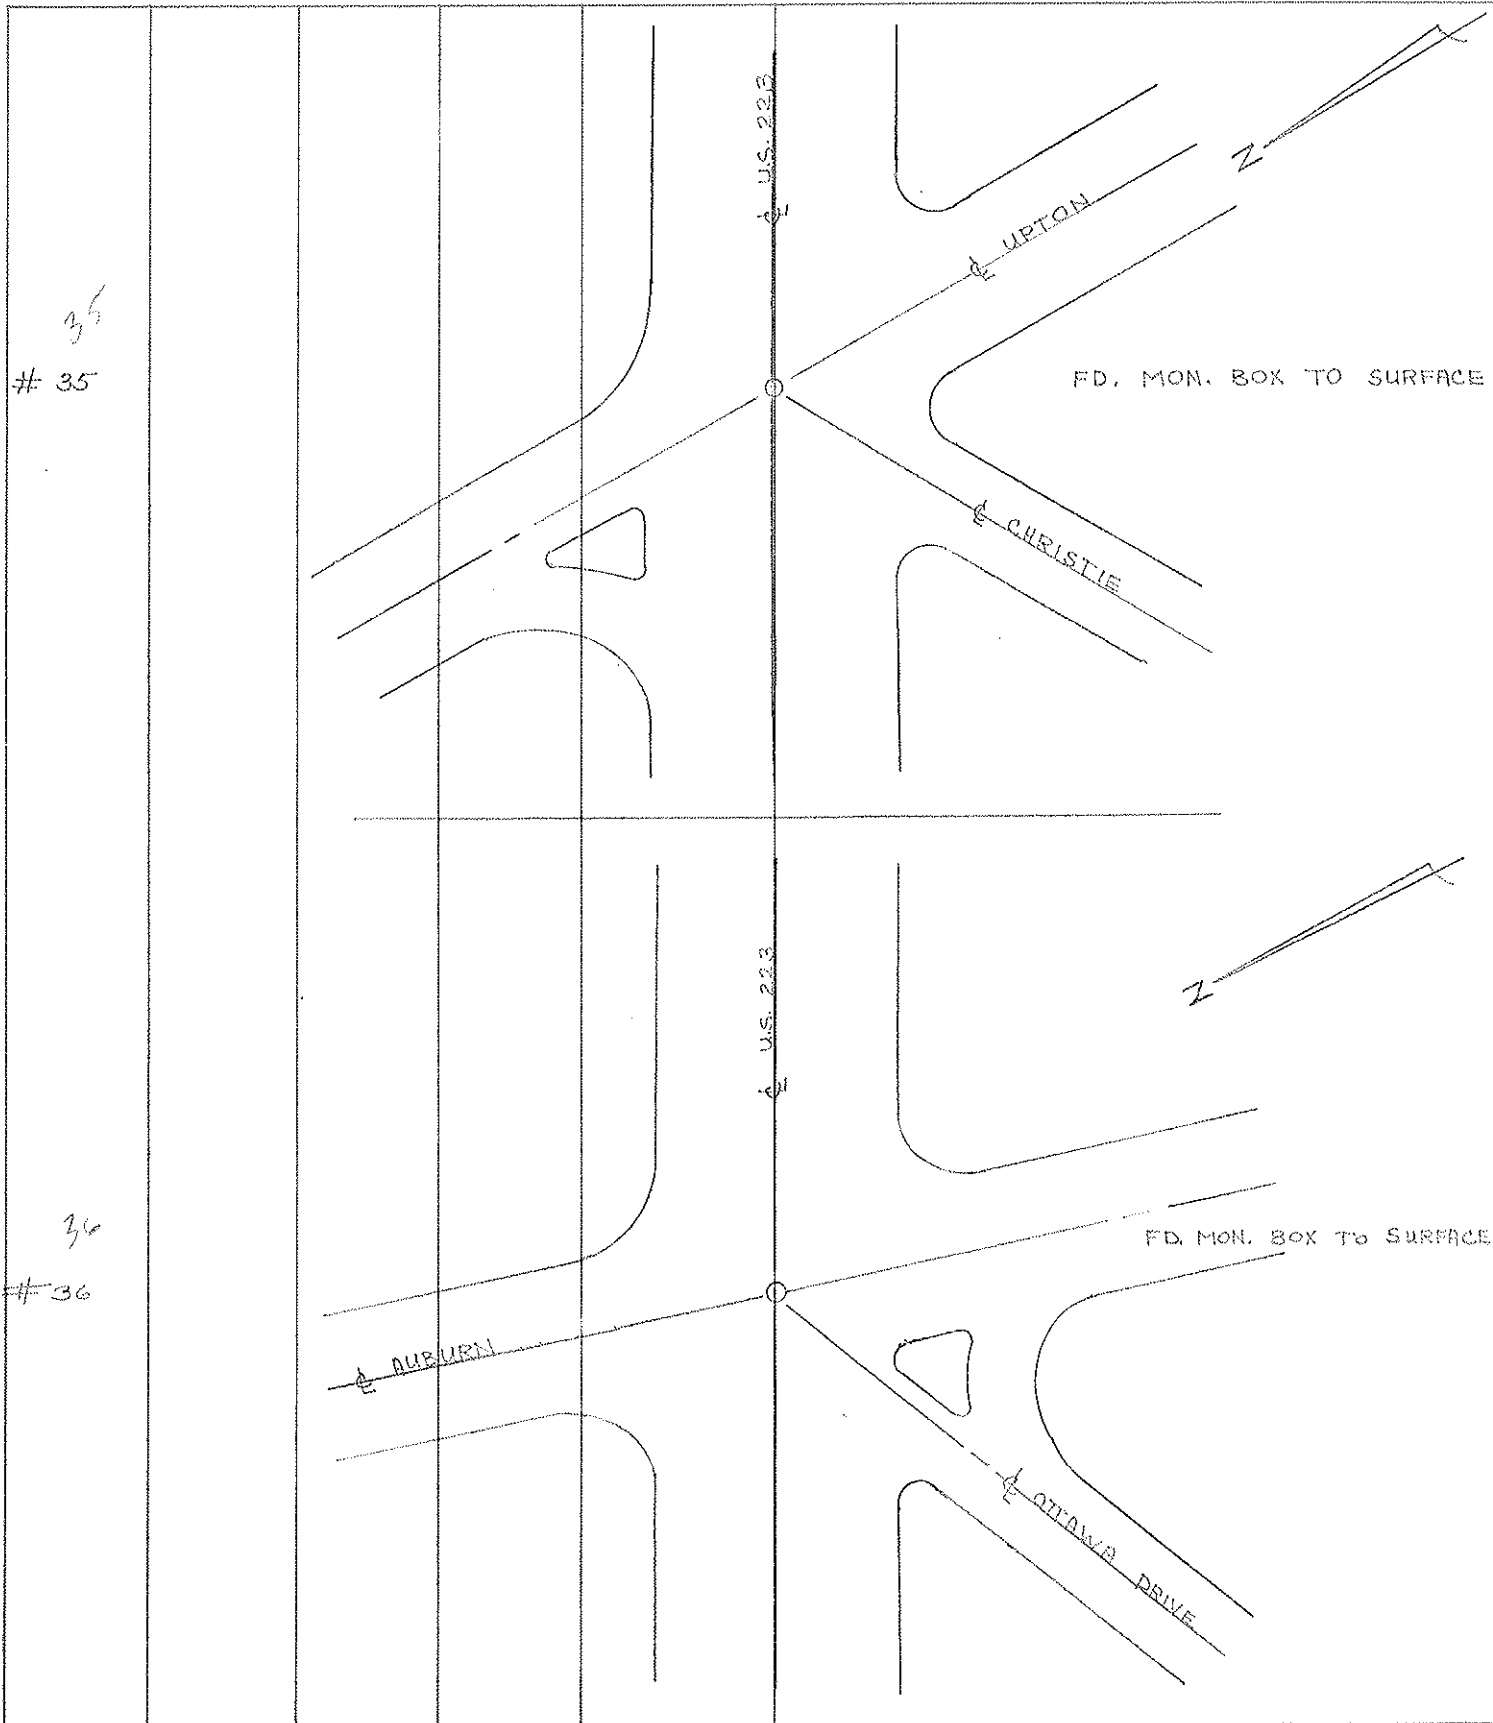 ℄ U.S. 223
N
℄ UPTON
35
# 35
FD. MON. BOX TO SURFACE
℄ CHRISTIE
℄ U.S. 223
N
36
# 36
FD. MON. BOX TO SURFACE
℄ AUBURN
℄ OTTAWA DRIVE